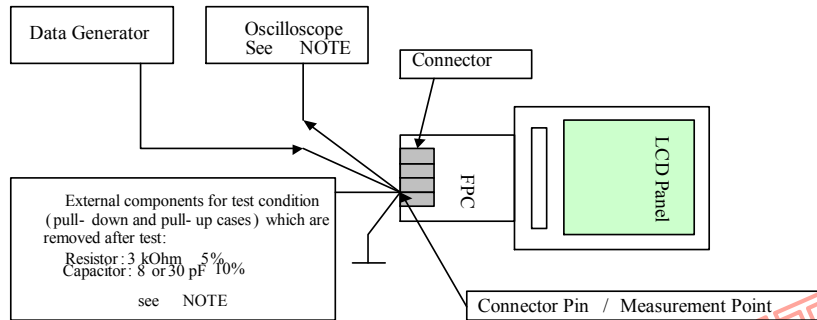 Data Generator
Oscilloscope
See NOTE
Connector
LCD Panel
FPC
External components for test condition
(pull- down and pull- up cases) which are
removed after test:
Resistor: 3 kOhm 5%
Capacitor: 8 or 30 pF 10%
see NOTE
Connector Pin / Measurement Point